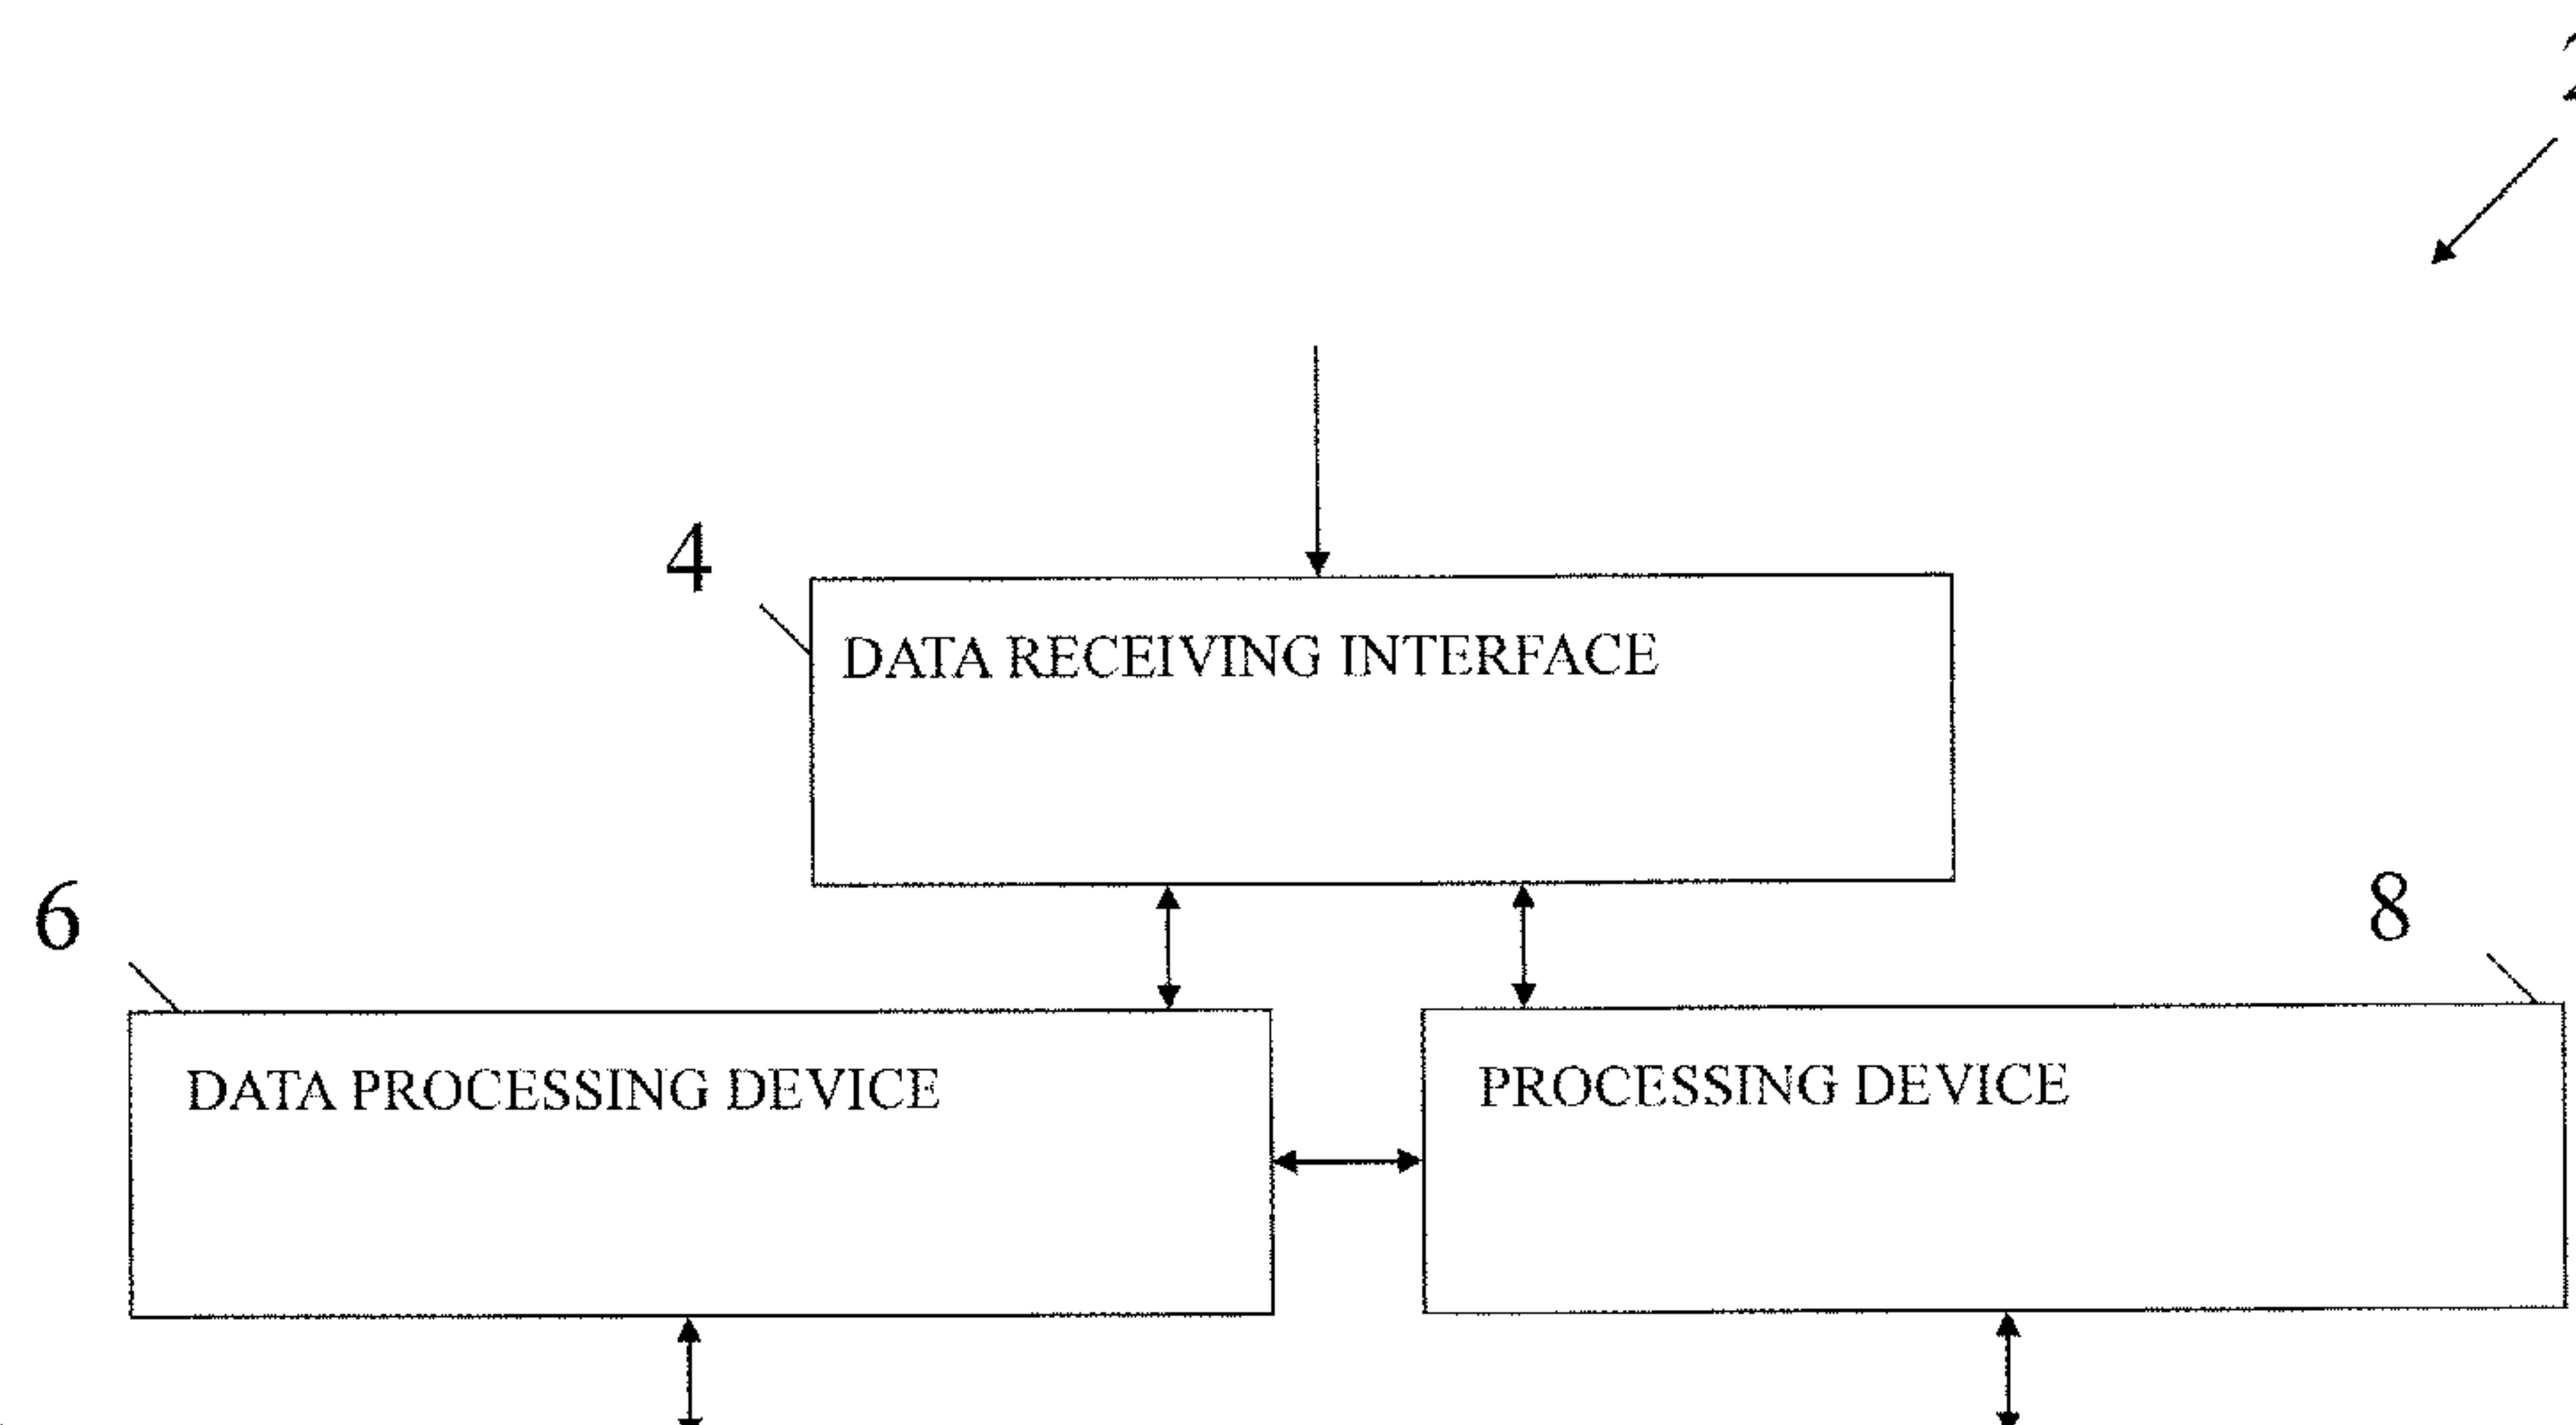 4
DATA RECEIVING INTERFACE
6
8
DATA PROCESSING DEVICE
PROCESSING DEVICE